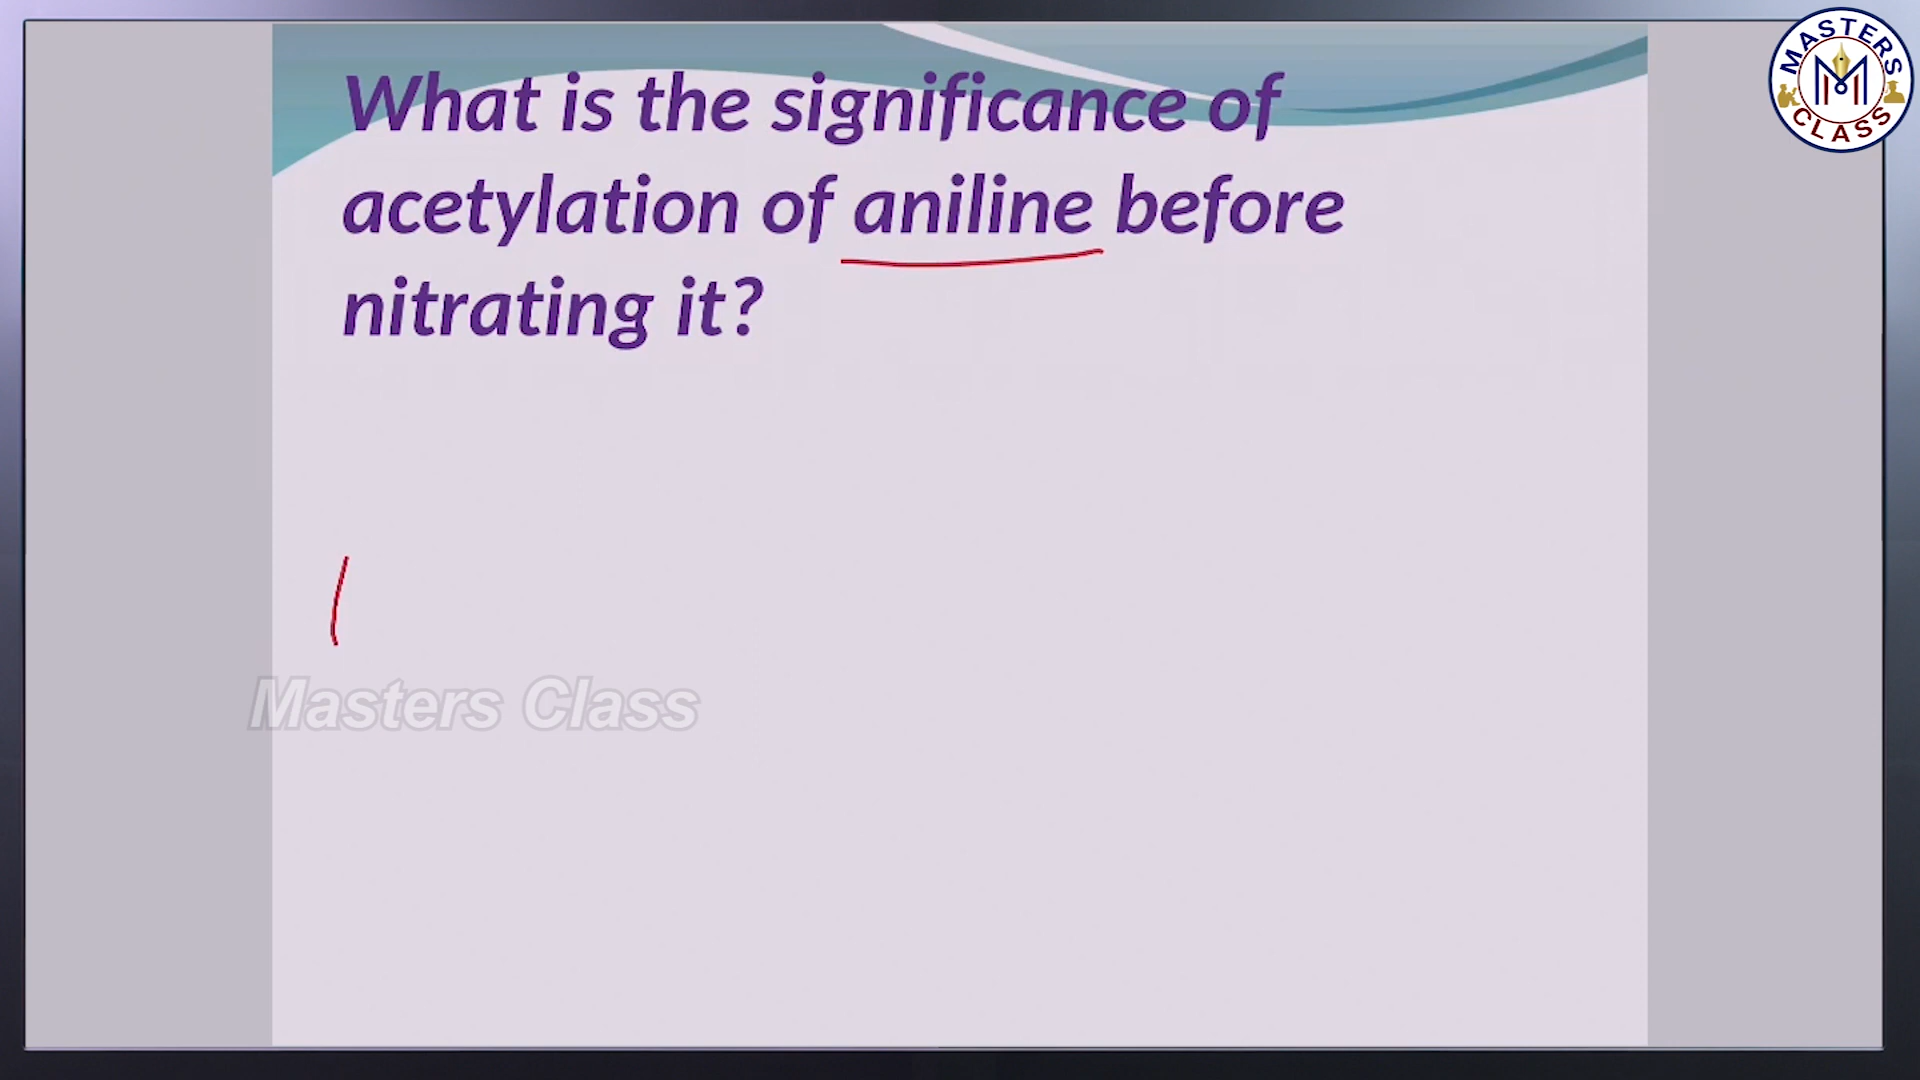 What is the significance of
acetylation of aniline before
nitrating it?
Masters Class
MASTERS
M
CLASS